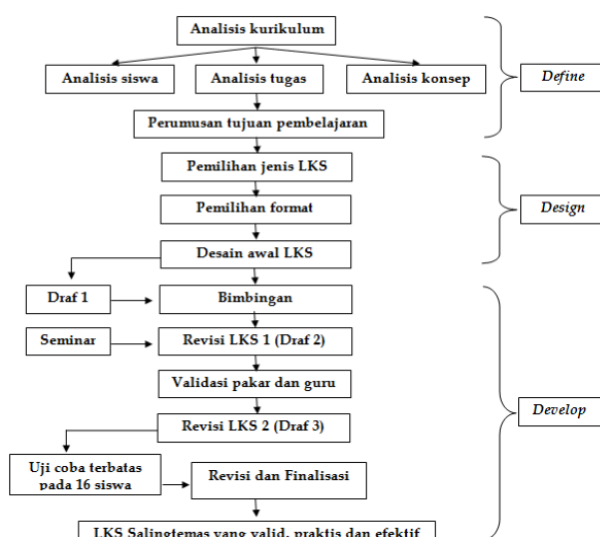 Analisis kurikulum
Analisis siswa
Analisis tugas
Analisis konsep
Define
Perumusan tujuan pembelajaran
Pemilihan jenis LKS
Pemilihan format
Design
Desain awal LKS
Draf 1
Bimbingan
Seminar
Revisi LKS 1 (Draf 2)
Validasi pakar dan guru
Develop
Revisi LKS 2 (Draf 3)
Uji coba terbatas
pada 16 siswa
Revisi dan Finalisasi
LKS Salingtemas yang valid, praktis dan efektif